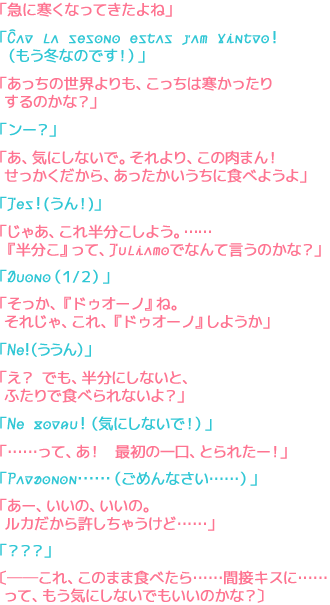 「急に寒くなってきたよね」
「Ĉar la sesono estas jam vintro!
（もう冬なのです！）」
「あっちの世界よりも、こっちは寒かったり
するのかな？」
「ンー？」
「あ、気にしないで。それより、この肉まん！
せっかくだから、あったかいうちに食べようよ」
「Jes!(うん！)」
「じゃあ、これ半分こしよう。……
『半分こ』って、Juliamoでなんて言うのかな？」
「Duono（1/2）」
「そっか、『ドゥオーノ』ね。
それじゃ、これ、『ドゥオーノ』しようか」
「Ne!(ううん)」
「え？ でも、半分にしないと、
ふたりで食べられないよ？」
「Ne zorgu!（気にしないで！）」
「……って、あ！　最初の一口、とられたー！」
「Pardonon……（ごめんなさい……）」
「あー、いいの、いいの。
ルカだから許しちゃうけど……」
「？？？」
〔――これ、このまま食べたら……間接キスに……
って、もう気にしないでもいいのかな？〕